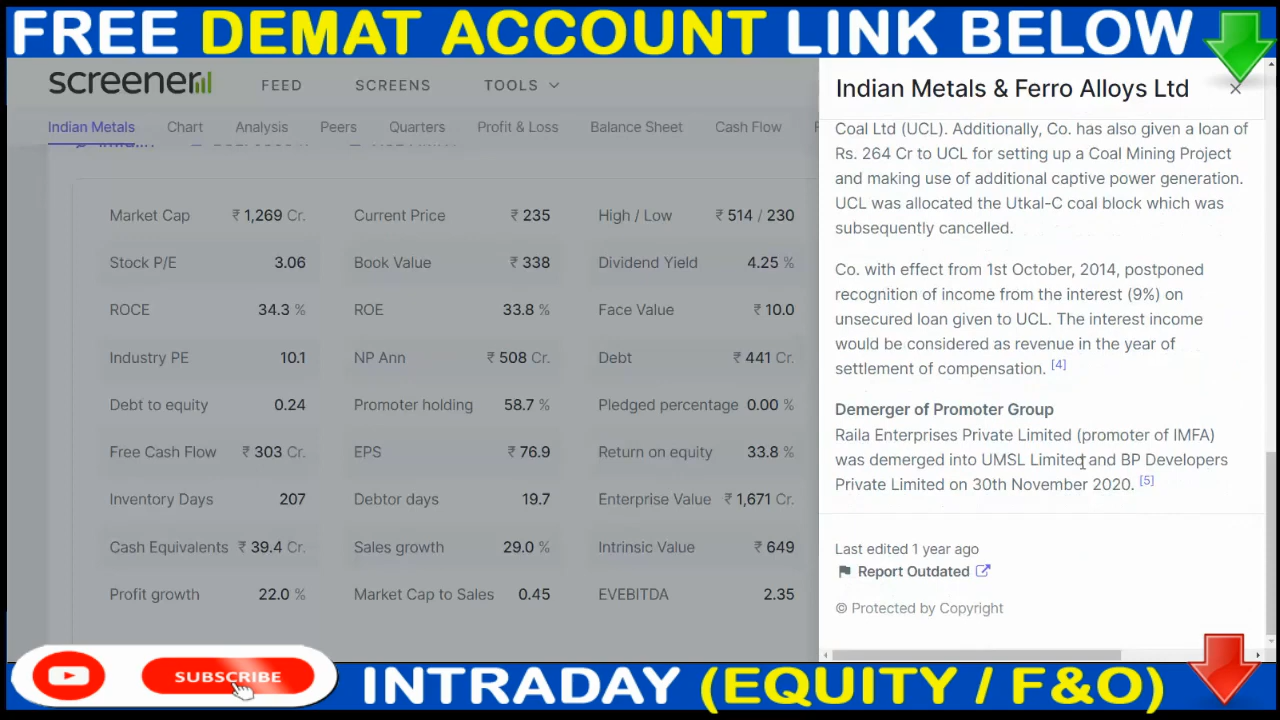 FREE DEMAT ACCOUNT LINK BELOW
screener
FEED
SCREENS
TOOLS
Indian Metals
Chart
Analysis
Peers
Quarters
Profit & Loss
Balance Sheet
Cash Flow
Market Cap ₹ 1,269 Cr.
Current Price ₹ 235
High / Low ₹ 514 / 230
Stock P/E 3.06
Book Value ₹ 338
Dividend Yield 4.25 %
ROCE 34.3 %
ROE 33.8 %
Face Value ₹ 10.0
Industry PE 10.1
NP Ann ₹ 508 Cr.
Debt ₹ 441 Cr.
Debt to equity 0.24
Promoter holding 58.7 %
Pledged percentage 0.00 %
Free Cash Flow ₹ 303 Cr.
EPS ₹ 76.9
Return on equity 33.8 %
Inventory Days 207
Debtor days 19.7
Enterprise Value ₹ 1,671 Cr.
Cash Equivalents ₹ 39.4 Cr.
Sales growth 29.0 %
Intrinsic Value ₹ 649
Profit growth 22.0 %
Market Cap to Sales 0.45
EVEBITDA 2.35
Indian Metals & Ferro Alloys Ltd
Coal Ltd (UCL). Additionally, Co. has also given a loan of
Rs. 264 Cr to UCL for setting up a Coal Mining Project
and making use of additional captive power generation.
UCL was allocated the Utkal-C coal block which was
subsequently cancelled.
Co. with effect from 1st October, 2014, postponed
recognition of income from the interest (9%) on
unsecured loan given to UCL. The interest income
would be considered as revenue in the year of
settlement of compensation. [4]
Demerger of Promoter Group
Raila Enterprises Private Limited (promoter of IMFA)
was demerged into UMSL Limited and BP Developers
Private Limited on 30th November 2020. [5]
Last edited 1 year ago
Report Outdated
© Protected by Copyright
SUBSCRIBE
INTRADAY (EQUITY / F&O)